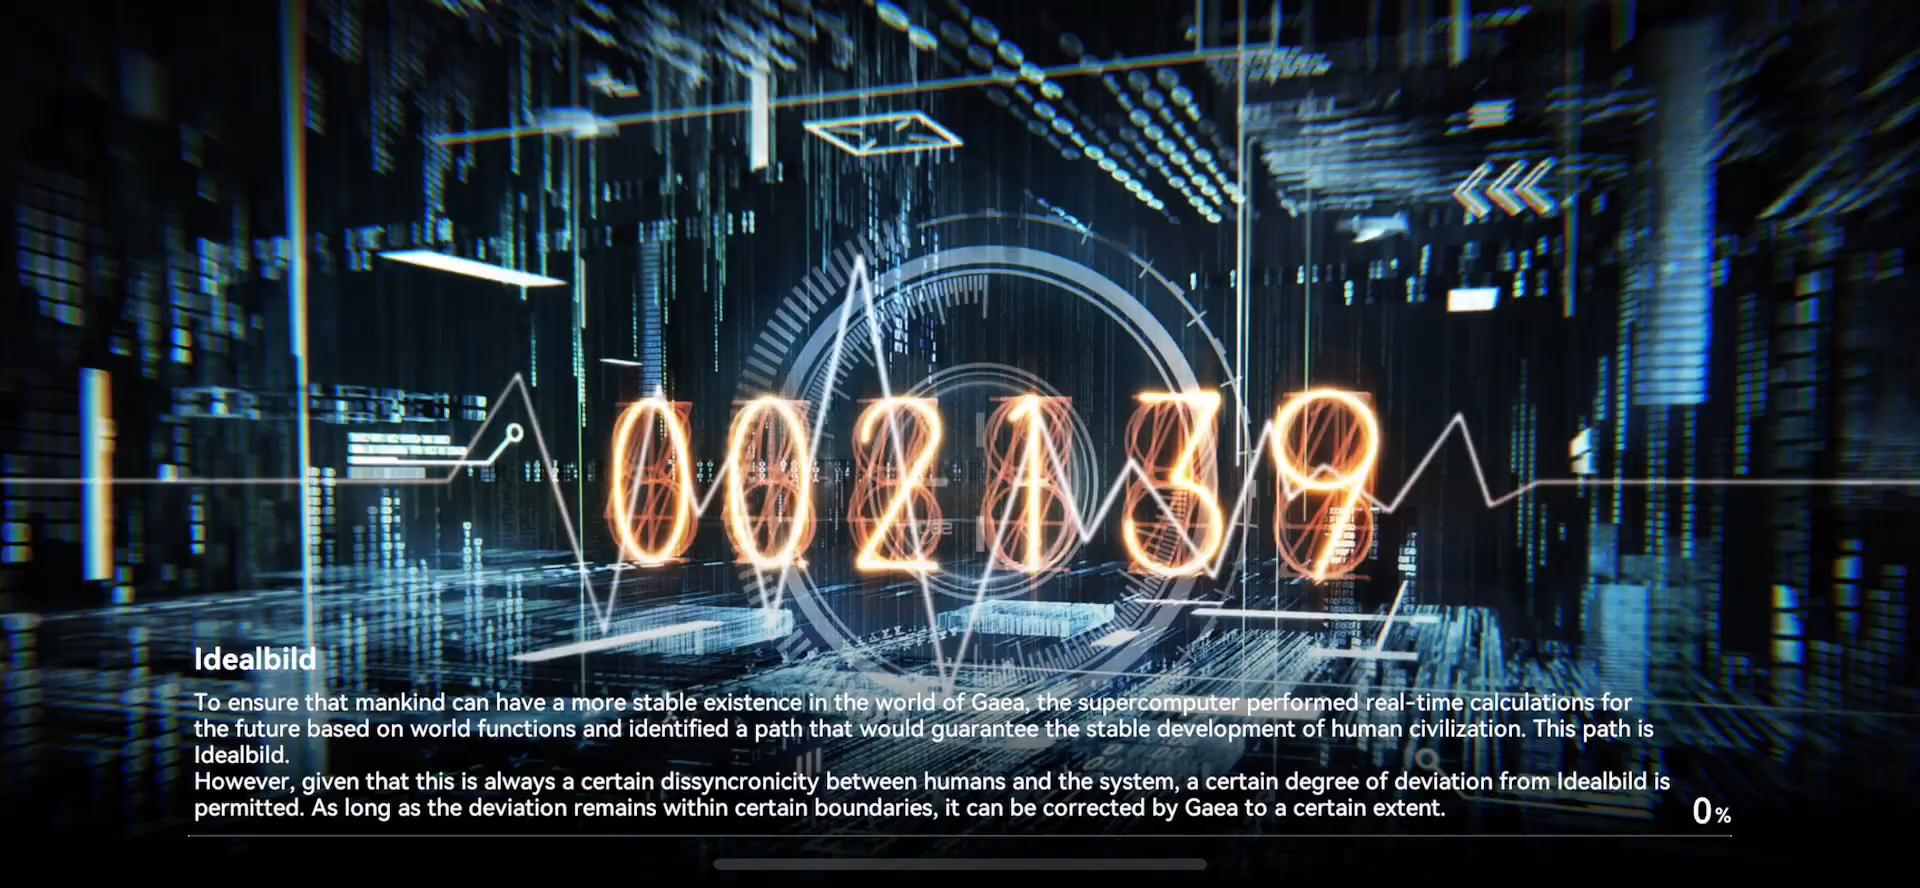 002139
Idealbild
To ensure that mankind can have a more stable existence in the world of Gaea, the supercomputer performed real-time calculations for
the future based on world functions and identified a path that would guarantee the stable development of human civilization. This path is
Idealbild.
However, given that this is always a certain dissyncronicity between humans and the system, a certain degree of deviation from Idealbild is
permitted. As long as the deviation remains within certain boundaries, it can be corrected by Gaea to a certain extent.
0%